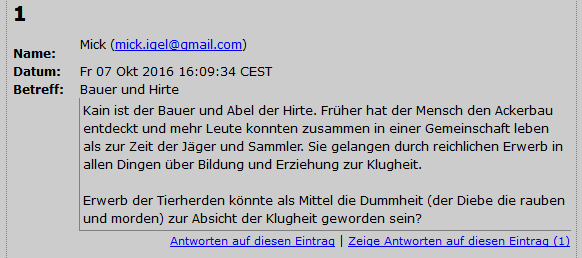 1
Name: Mick (mick.igel@gmail.com)
Datum: Fr 07 Okt 2016 16:09:34 CEST
Betreff: Bauer und Hirte
Kain ist der Bauer und Abel der Hirte. Früher hat der Mensch den Ackerbau
entdeckt und mehr Leute konnten zusammen in einer Gemeinschaft leben
als zur Zeit der Jäger und Sammler. Sie gelangen durch reichlichen Erwerb in
allen Dingen über Bildung und Erziehung zur Klugheit.
Erwerb der Tierherden könnte als Mittel die Dummheit (der Diebe die rauben
und morden) zur Absicht der Klugheit geworden sein?
Antworten auf diesen Eintrag | Zeige Antworten auf diesen Eintrag (1)